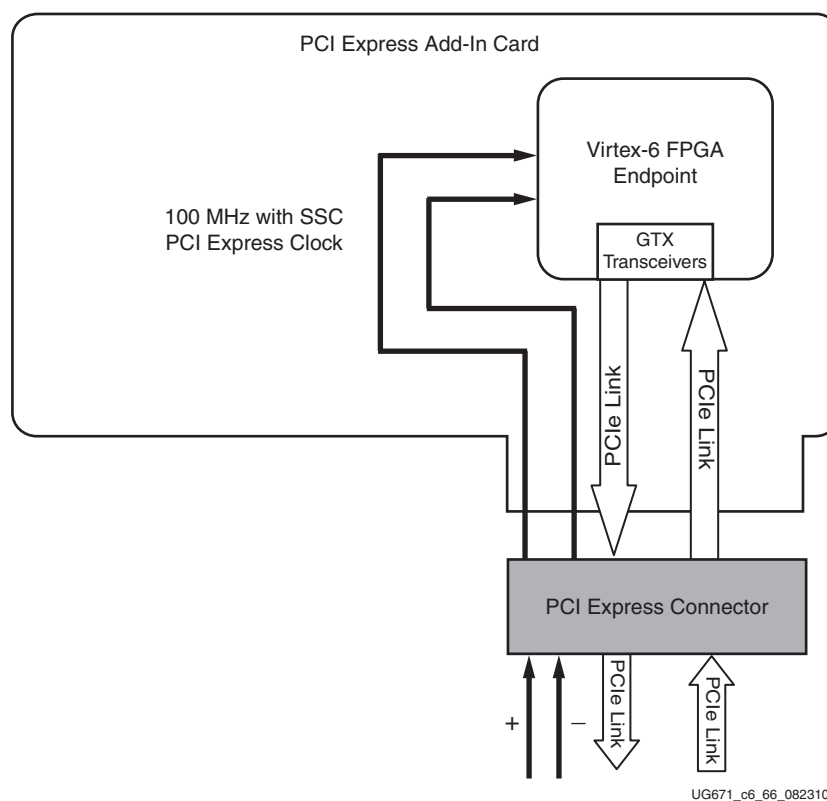 PCI Express Add-In Card
Virtex-6 FPGA
Endpoint
100 MHz with SSC
PCI Express Clock
GTX
Transceivers
PCIe Link
PCIe Link
PCI Express Connector
+
−
PCIe Link
PCIe Link
UG671_c6_66_082310